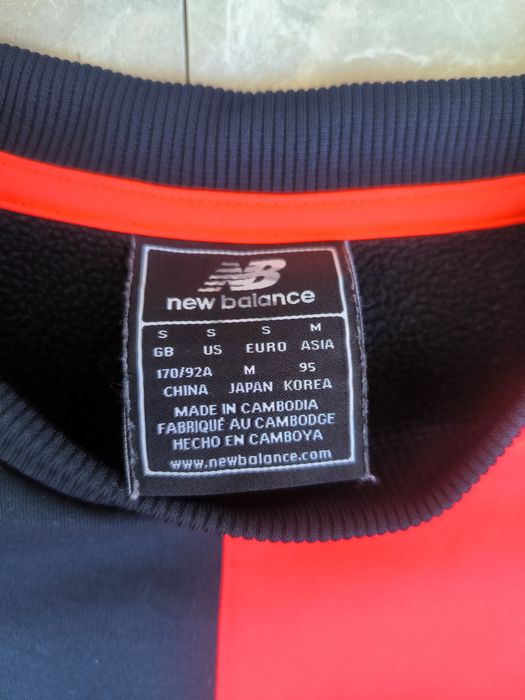 NB
new balance
S S S M
GB US EURO ASIA
170/92A M 95
CHINA JAPAN KOREA
MADE IN CAMBODIA
FABRIQUÉ AU CAMBODGE
HECHO EN CAMBOYA
www.newbalance.com